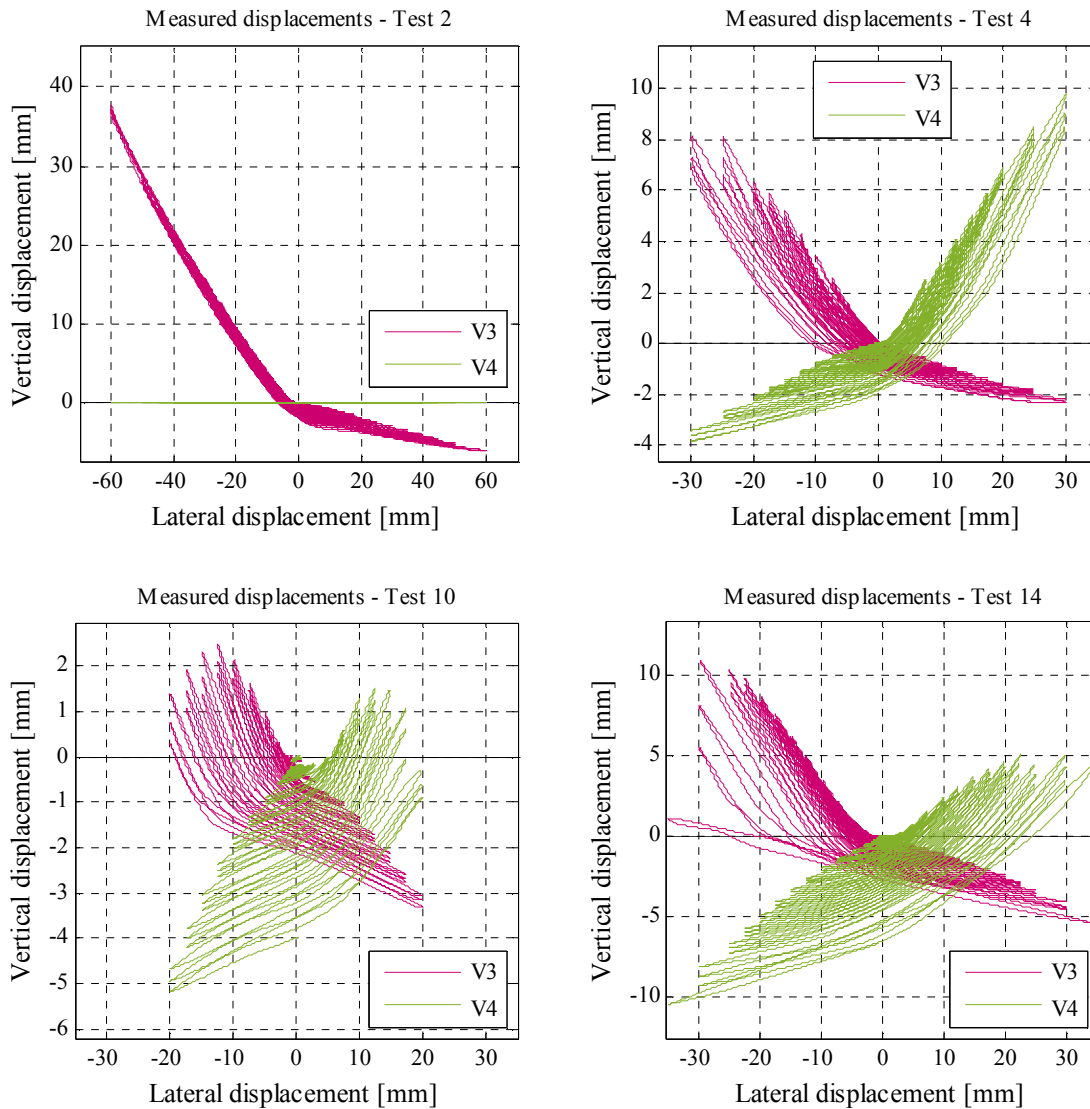 Measured displacements - Test 2
Vertical displacement [mm]
40
30
20
10
0
V3
V4
-60 -40 -20 0 20 40 60
Lateral displacement [mm]
Measured displacements - Test 4
Vertical displacement [mm]
10
8
6
4
2
0
-2
-4
V3
V4
-30 -20 -10 0 10 20 30
Lateral displacement [mm]
Measured displacements - Test 10
Vertical displacement [mm]
2
1
0
-1
-2
-3
-4
-5
-6
V3
V4
-30 -20 -10 0 10 20 30
Lateral displacement [mm]
Measured displacements - Test 14
Vertical displacement [mm]
10
5
0
-5
-10
V3
V4
-30 -20 -10 0 10 20 30
Lateral displacement [mm]